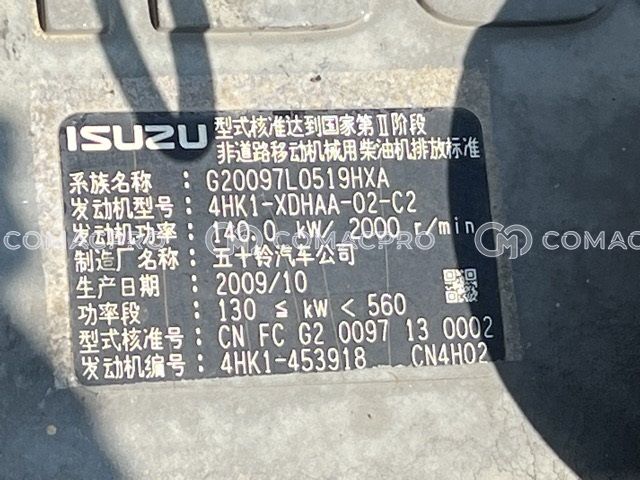 ISUZU 型式核准达到国家第Ⅱ阶段
非道路移动机械用柴油机排放标准
系族名称: G20097L0519HXA
发动机型号: 4HK1-XDHAA-02-C2
发动机功率: 140.0 kW/ 2000 r/min
制造厂名称: 五十铃汽车公司
生产日期: 2009/10
功率段: 130 ≤ kW < 560
型式核准号: CN FC G2 0097 13 0002
发动机编号: 4HK1-453918 CN4H02
COMACPRO COMACPRO COMACPRO